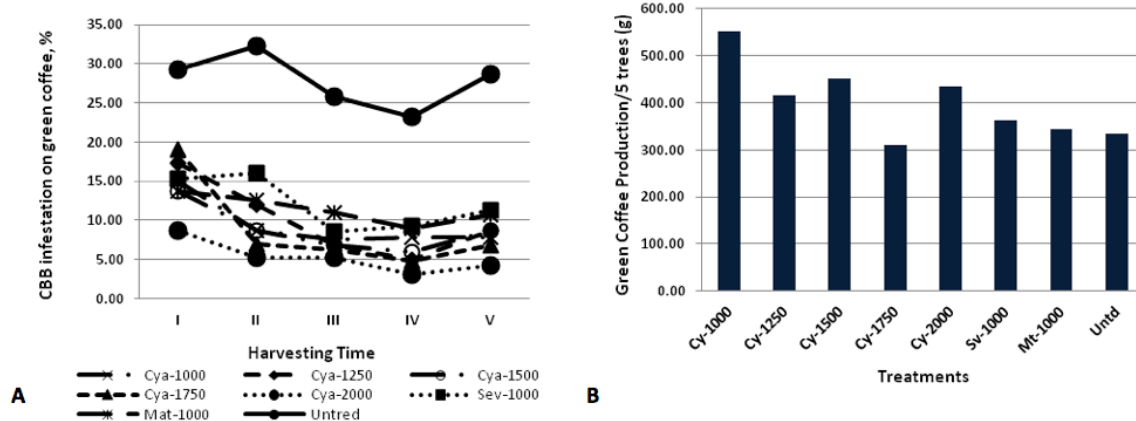 35.00
30.00
25.00
20.00
15.00
10.00
5.00
0.00
CBB infestation on green coffee, %
I II III IV V
Harvesting Time
Cya-1000 Cya-1250 Cya-1500
Cya-1750 Cya-2000 Sev-1000
Mat-1000 Untred
A
600.00
500.00
400.00
300.00
200.00
100.00
0.00
Green Coffee Production/5 trees (g)
Cy-1000 Cy-1250 Cy-1500 Cy-1750 Cy-2000 Sv-1000 Mt-1000 Untd
Treatments
B